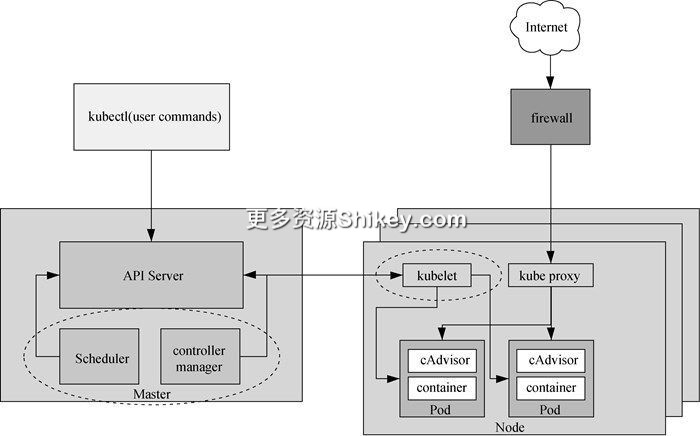 Internet
kubectl(user commands)
firewall
更多资源Shikey.com
API Server
kubelet
kube proxy
Scheduler
controller
manager
cAdvisor
container
Pod
cAdvisor
container
Pod
Master
Node